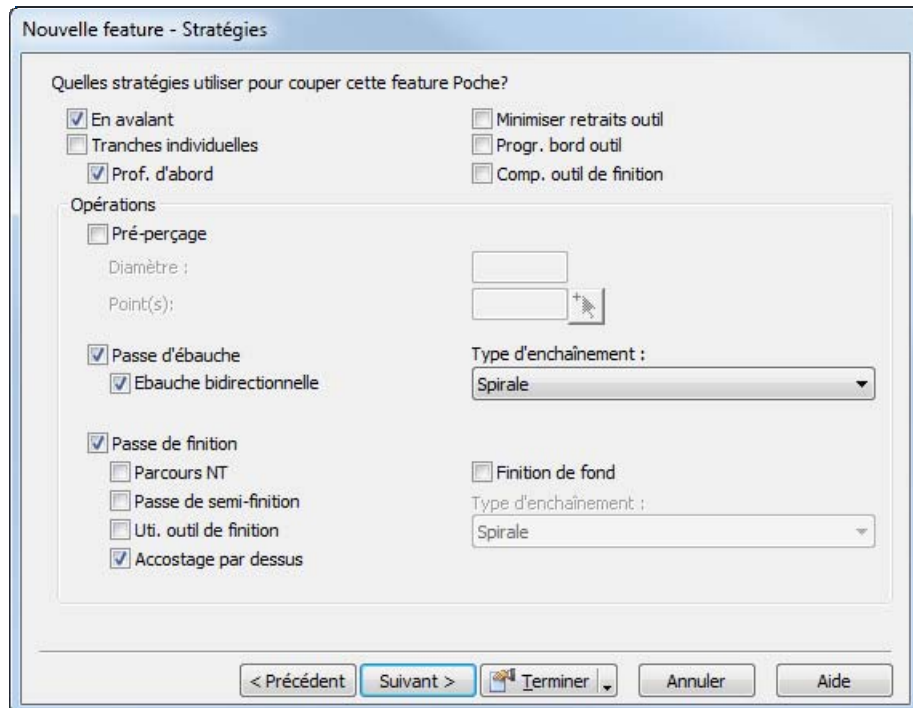 Nouvelle feature - Stratégies
Quelles stratégies utiliser pour couper cette feature Poche?
En avalant
Minimiser retraits outil
Tranches individuelles
Progr. bord outil
Prof. d'abord
Comp. outil de finition
Opérations
Pré-perçage
Diamètre :
Point(s):
Passe d'ébauche
Type d'enchaînement :
Ebauche bidirectionnelle
Spirale
Passe de finition
Parcours NT
Finition de fond
Passe de semi-finition
Type d'enchaînement :
Uti. outil de finition
Spirale
Accostage par dessus
< Précédent
Suivant >
Terminer
Annuler
Aide